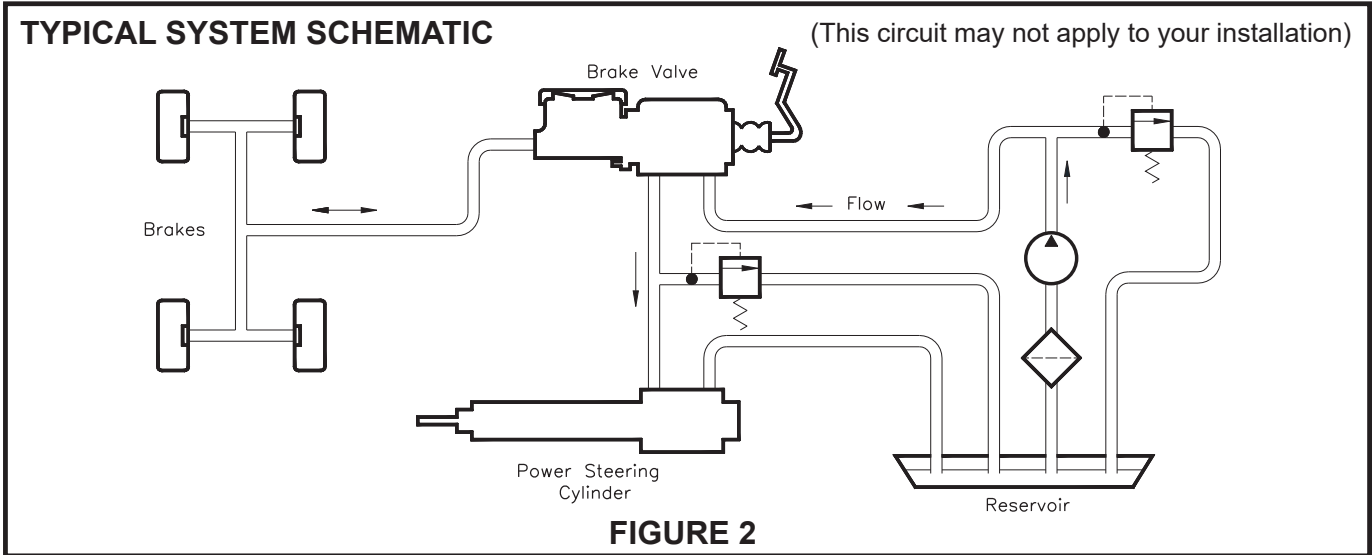 TYPICAL SYSTEM SCHEMATIC
(This circuit may not apply to your installation)
Brake Valve
Flow
Brakes
Power Steering
Cylinder
Reservoir
FIGURE 2